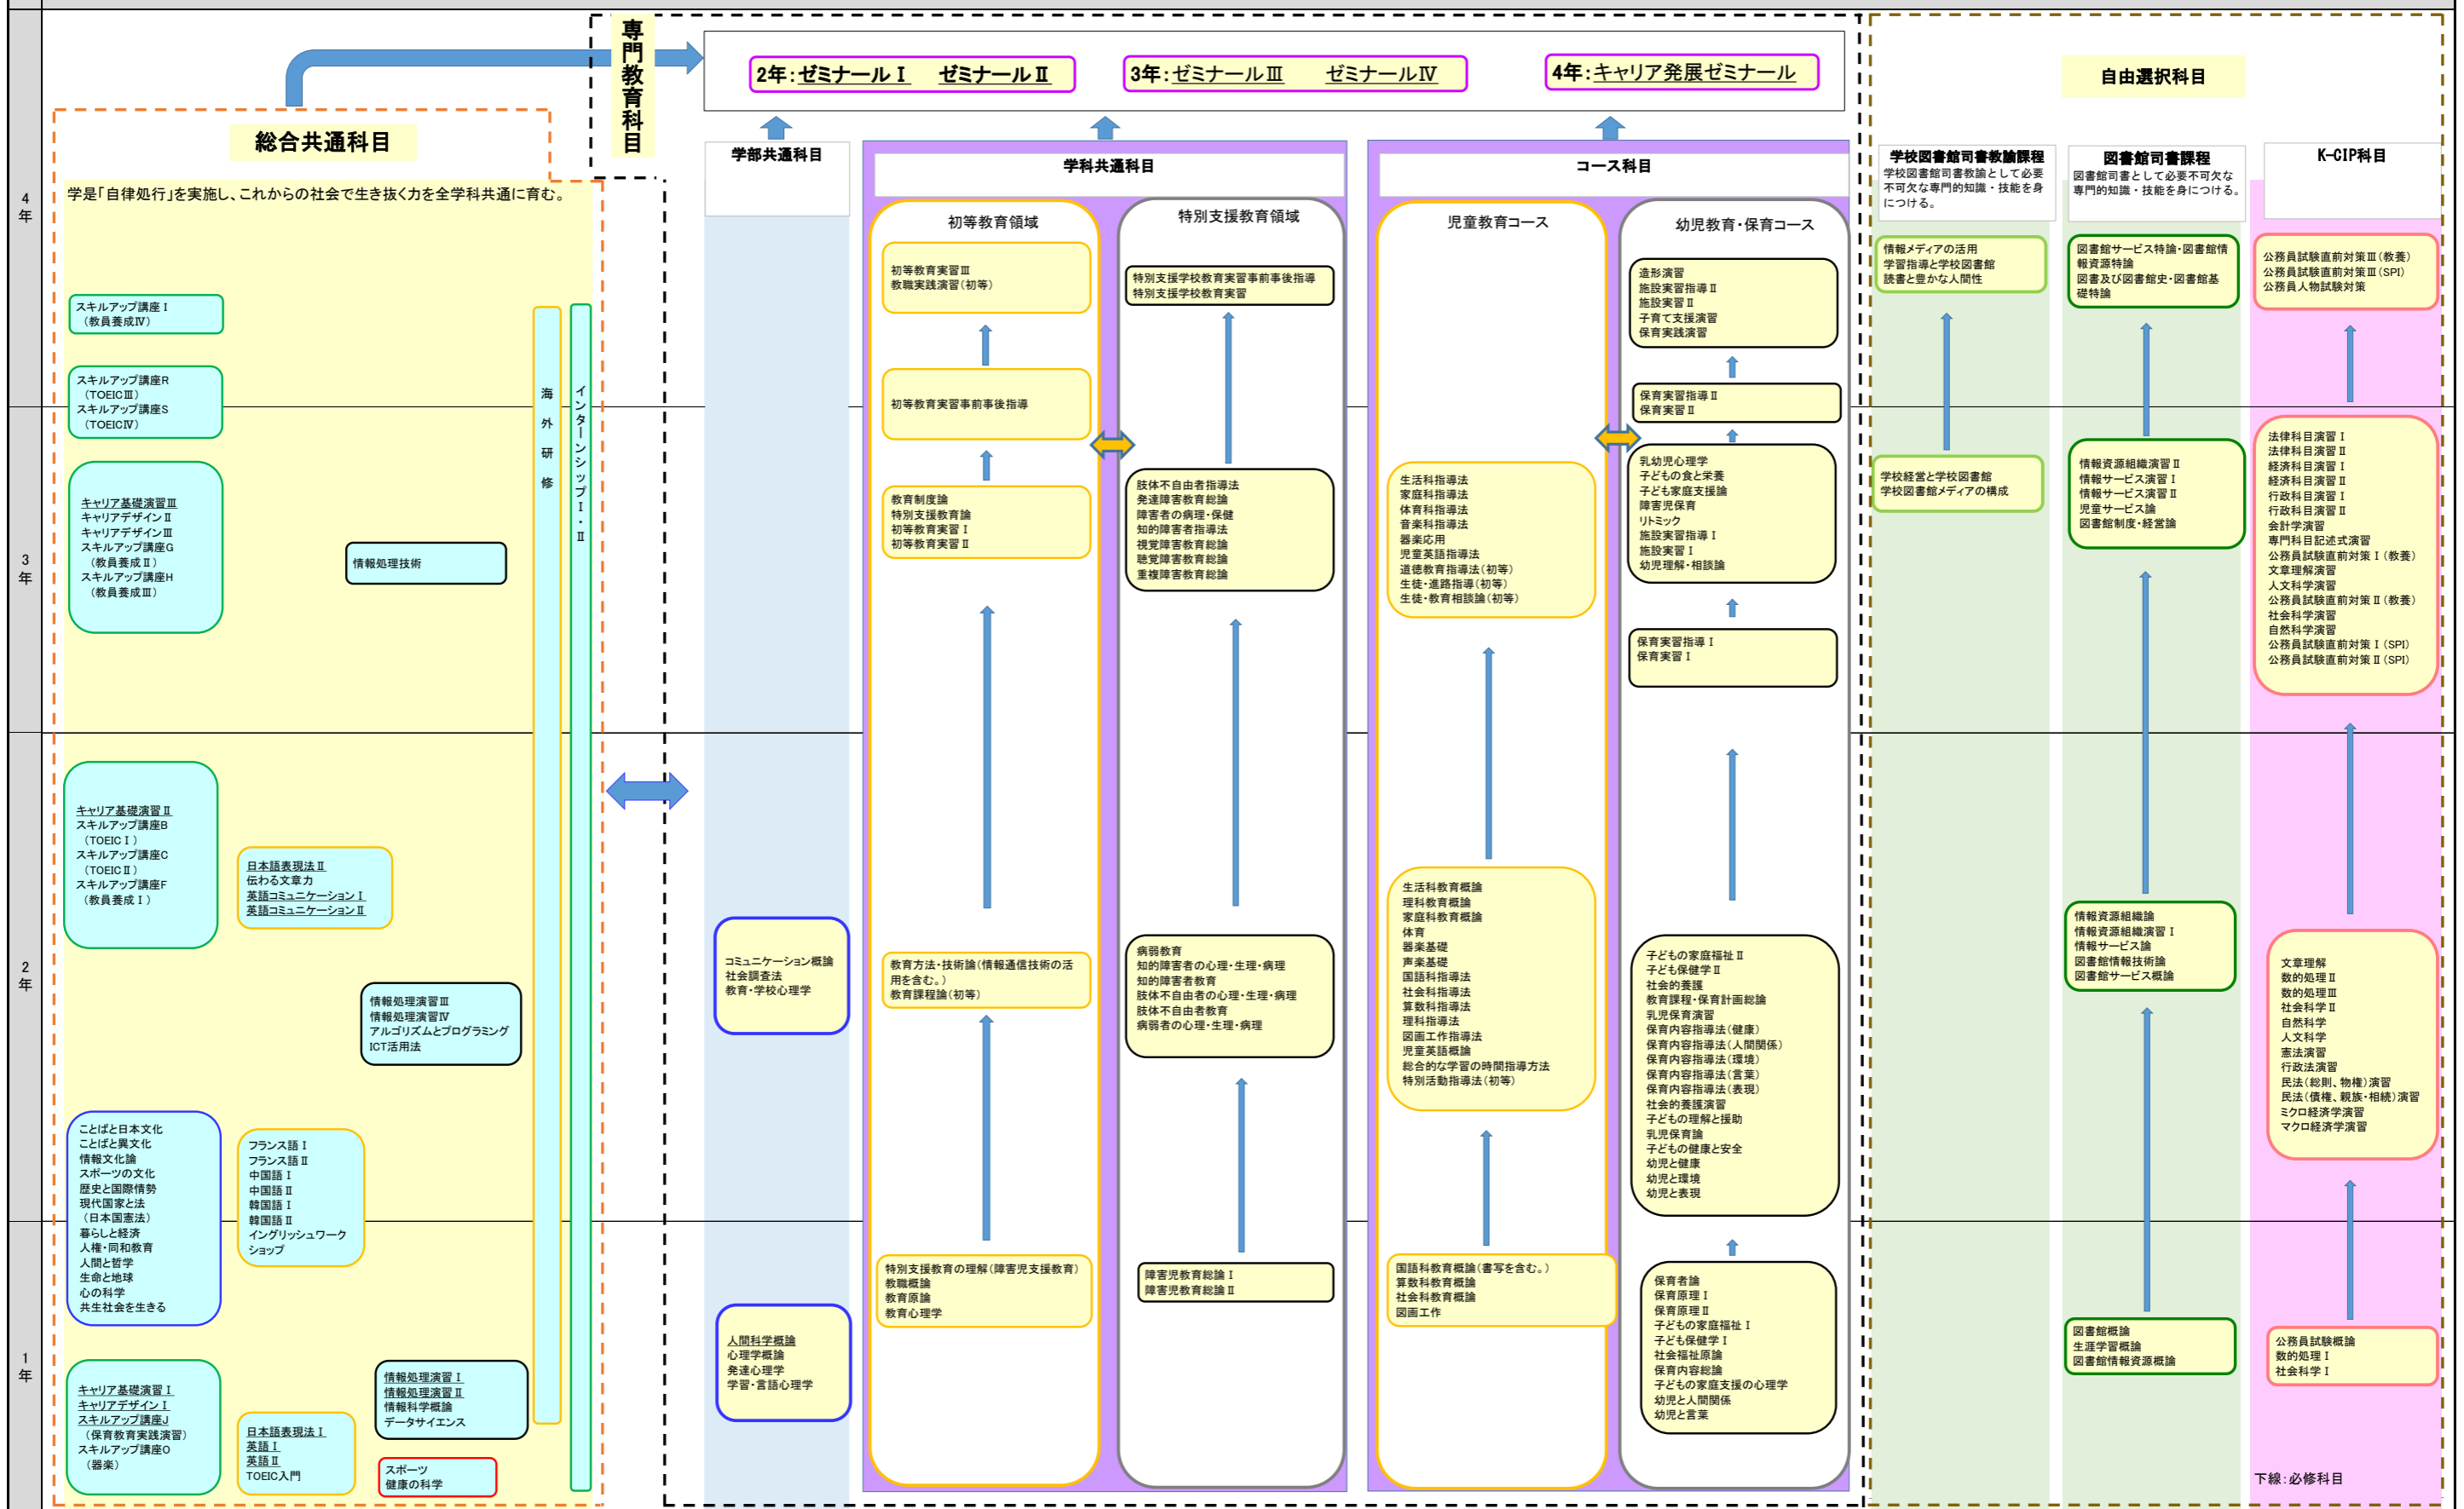 専門教育科目
2年：ゼミナールⅠ　ゼミナールⅡ
3年：ゼミナールⅢ　ゼミナールⅣ
4年：キャリア発展ゼミナール
自由選択科目
総合共通科目
学是「自律処行」を実施し、これからの社会で生き抜く力を全学科共通に育む。
4年
3年
2年
1年
スキルアップ講座Ⅰ
（教員養成Ⅳ）
スキルアップ講座R
（TOEICⅢ）
スキルアップ講座S
（TOEICⅣ）
キャリア基礎演習Ⅲ
キャリアデザインⅡ
キャリアデザインⅢ
スキルアップ講座G
（教員養成Ⅱ）
スキルアップ講座H
（教員養成Ⅲ）
情報処理技術
海外研修
インターンシップⅠ・Ⅱ
キャリア基礎演習Ⅱ
スキルアップ講座B
（TOEICⅠ）
スキルアップ講座C
（TOEICⅡ）
スキルアップ講座F
（教員養成Ⅰ）
日本語表現法Ⅱ
伝わる文章力
英語コミュニケーションⅠ
英語コミュニケーションⅡ
情報処理演習Ⅲ
情報処理演習Ⅳ
アルゴリズムとプログラミング
ICT活用法
ことばと日本文化
ことばと異文化
情報文化論
スポーツの文化
歴史と国際情勢
現代国家と法
（日本国憲法）
暮らしと経済
人権・同和教育
人間と哲学
生命と地球
心の科学
共生社会を生きる
フランス語Ⅰ
フランス語Ⅱ
中国語Ⅰ
中国語Ⅱ
韓国語Ⅰ
韓国語Ⅱ
イングリッシュワーク
ショップ
キャリア基礎演習Ⅰ
キャリアデザインⅠ
スキルアップ講座J
（保育教育実践演習）
スキルアップ講座O
（器楽）
日本語表現法Ⅰ
英語Ⅰ
英語Ⅱ
TOEIC入門
情報処理演習Ⅰ
情報処理演習Ⅱ
情報科学概論
データサイエンス
スポーツ
健康の科学
学部共通科目
コミュニケーション概論
社会調査法
教育・学校心理学
人間科学概論
心理学概論
発達心理学
学習・言語心理学
学科共通科目
初等教育領域
初等教育実習Ⅲ
教職実践演習（初等）
初等教育実習事前事後指導
教育制度論
特別支援教育論
初等教育実習Ⅰ
初等教育実習Ⅱ
教育方法・技術論（情報通信技術の活
用を含む。）
教育課程論（初等）
特別支援教育の理解（障害児支援教育）
教職概論
教育原論
教育心理学
特別支援教育領域
特別支援学校教育実習事前事後指導
特別支援学校教育実習
肢体不自由者指導法
発達障害教育総論
障害者の病理・保健
知的障害者指導法
視覚障害教育総論
聴覚障害教育総論
重複障害教育総論
病弱教育
知的障害者の心理・生理・病理
知的障害者教育
肢体不自由者の心理・生理・病理
肢体不自由者教育
病弱者の心理・生理・病理
障害児教育総論Ⅰ
障害児教育総論Ⅱ
コース科目
児童教育コース
生活科指導法
家庭科指導法
体育科指導法
音楽科指導法
器楽応用
児童英語指導法
道徳教育指導法（初等）
生徒・進路指導（初等）
生徒・教育相談論（初等）
生活科教育概論
理科教育概論
家庭科教育概論
体育
器楽基礎
声楽基礎
国語科指導法
社会科指導法
算数科指導法
理科指導法
図画工作指導法
児童英語概論
総合的な学習の時間指導方法
特別活動指導法（初等）
国語科教育概論（書写を含む。）
算数科教育概論
社会科教育概論
図画工作
幼児教育・保育コース
造形演習
施設実習指導Ⅱ
施設実習Ⅱ
子育て支援演習
保育実践演習
保育実習指導Ⅱ
保育実習Ⅱ
乳幼児心理学
子どもの食と栄養
子ども家庭支援論
障害児保育
リトミック
施設実習指導Ⅰ
施設実習Ⅰ
幼児理解・相談論
保育実習指導Ⅰ
保育実習Ⅰ
子どもの家庭福祉Ⅱ
子ども保健学Ⅱ
社会的養護
教育課程・保育計画総論
乳児保育演習
保育内容指導法（健康）
保育内容指導法（人間関係）
保育内容指導法（環境）
保育内容指導法（言葉）
保育内容指導法（表現）
社会的養護演習
子どもの理解と援助
乳児保育論
子どもの健康と安全
幼児と健康
幼児と環境
幼児と表現
保育者論
保育原理Ⅰ
保育原理Ⅱ
子どもの家庭福祉Ⅰ
子ども保健学Ⅰ
社会福祉原論
保育内容総論
子どもの家庭支援の心理学
幼児と人間関係
幼児と言葉
学校図書館司書教諭課程
学校図書館司書教諭として必要
不可欠な専門的知識・技能を身
につける。
情報メディアの活用
学習指導と学校図書館
読書と豊かな人間性
学校経営と学校図書館
学校図書館メディアの構成
図書館司書課程
図書館司書として必要不可欠な
専門的知識・技能を身につける。
図書館サービス特論・図書館情
報資源特論
図書及び図書館史・図書館基
礎特論
情報資源組織演習Ⅱ
情報サービス演習Ⅰ
情報サービス演習Ⅱ
児童サービス論
図書館制度・経営論
情報資源組織論
情報資源組織演習Ⅰ
情報サービス論
図書館情報技術論
図書館サービス概論
図書館概論
生涯学習概論
図書館情報資源概論
K-CIP科目
公務員試験直前対策Ⅲ（教養）
公務員試験直前対策Ⅲ（SPI）
公務員人物試験対策
法律科目演習Ⅰ
法律科目演習Ⅱ
経済科目演習Ⅰ
経済科目演習Ⅱ
行政科目演習Ⅰ
行政科目演習Ⅱ
会計学演習
専門科目記述式演習
公務員試験直前対策Ⅰ（教養）
文章理解演習
人文科学演習
公務員試験直前対策Ⅱ（教養）
社会科学演習
自然科学演習
公務員試験直前対策Ⅰ（SPI）
公務員試験直前対策Ⅱ（SPI）
文章理解
数的処理Ⅱ
数的処理Ⅲ
社会科学Ⅱ
自然科学
人文科学
憲法演習
行政法演習
民法（総則、物権）演習
民法（債権、親族・相続）演習
ミクロ経済学演習
マクロ経済学演習
公務員試験概論
数的処理Ⅰ
社会科学Ⅰ
下線：必修科目